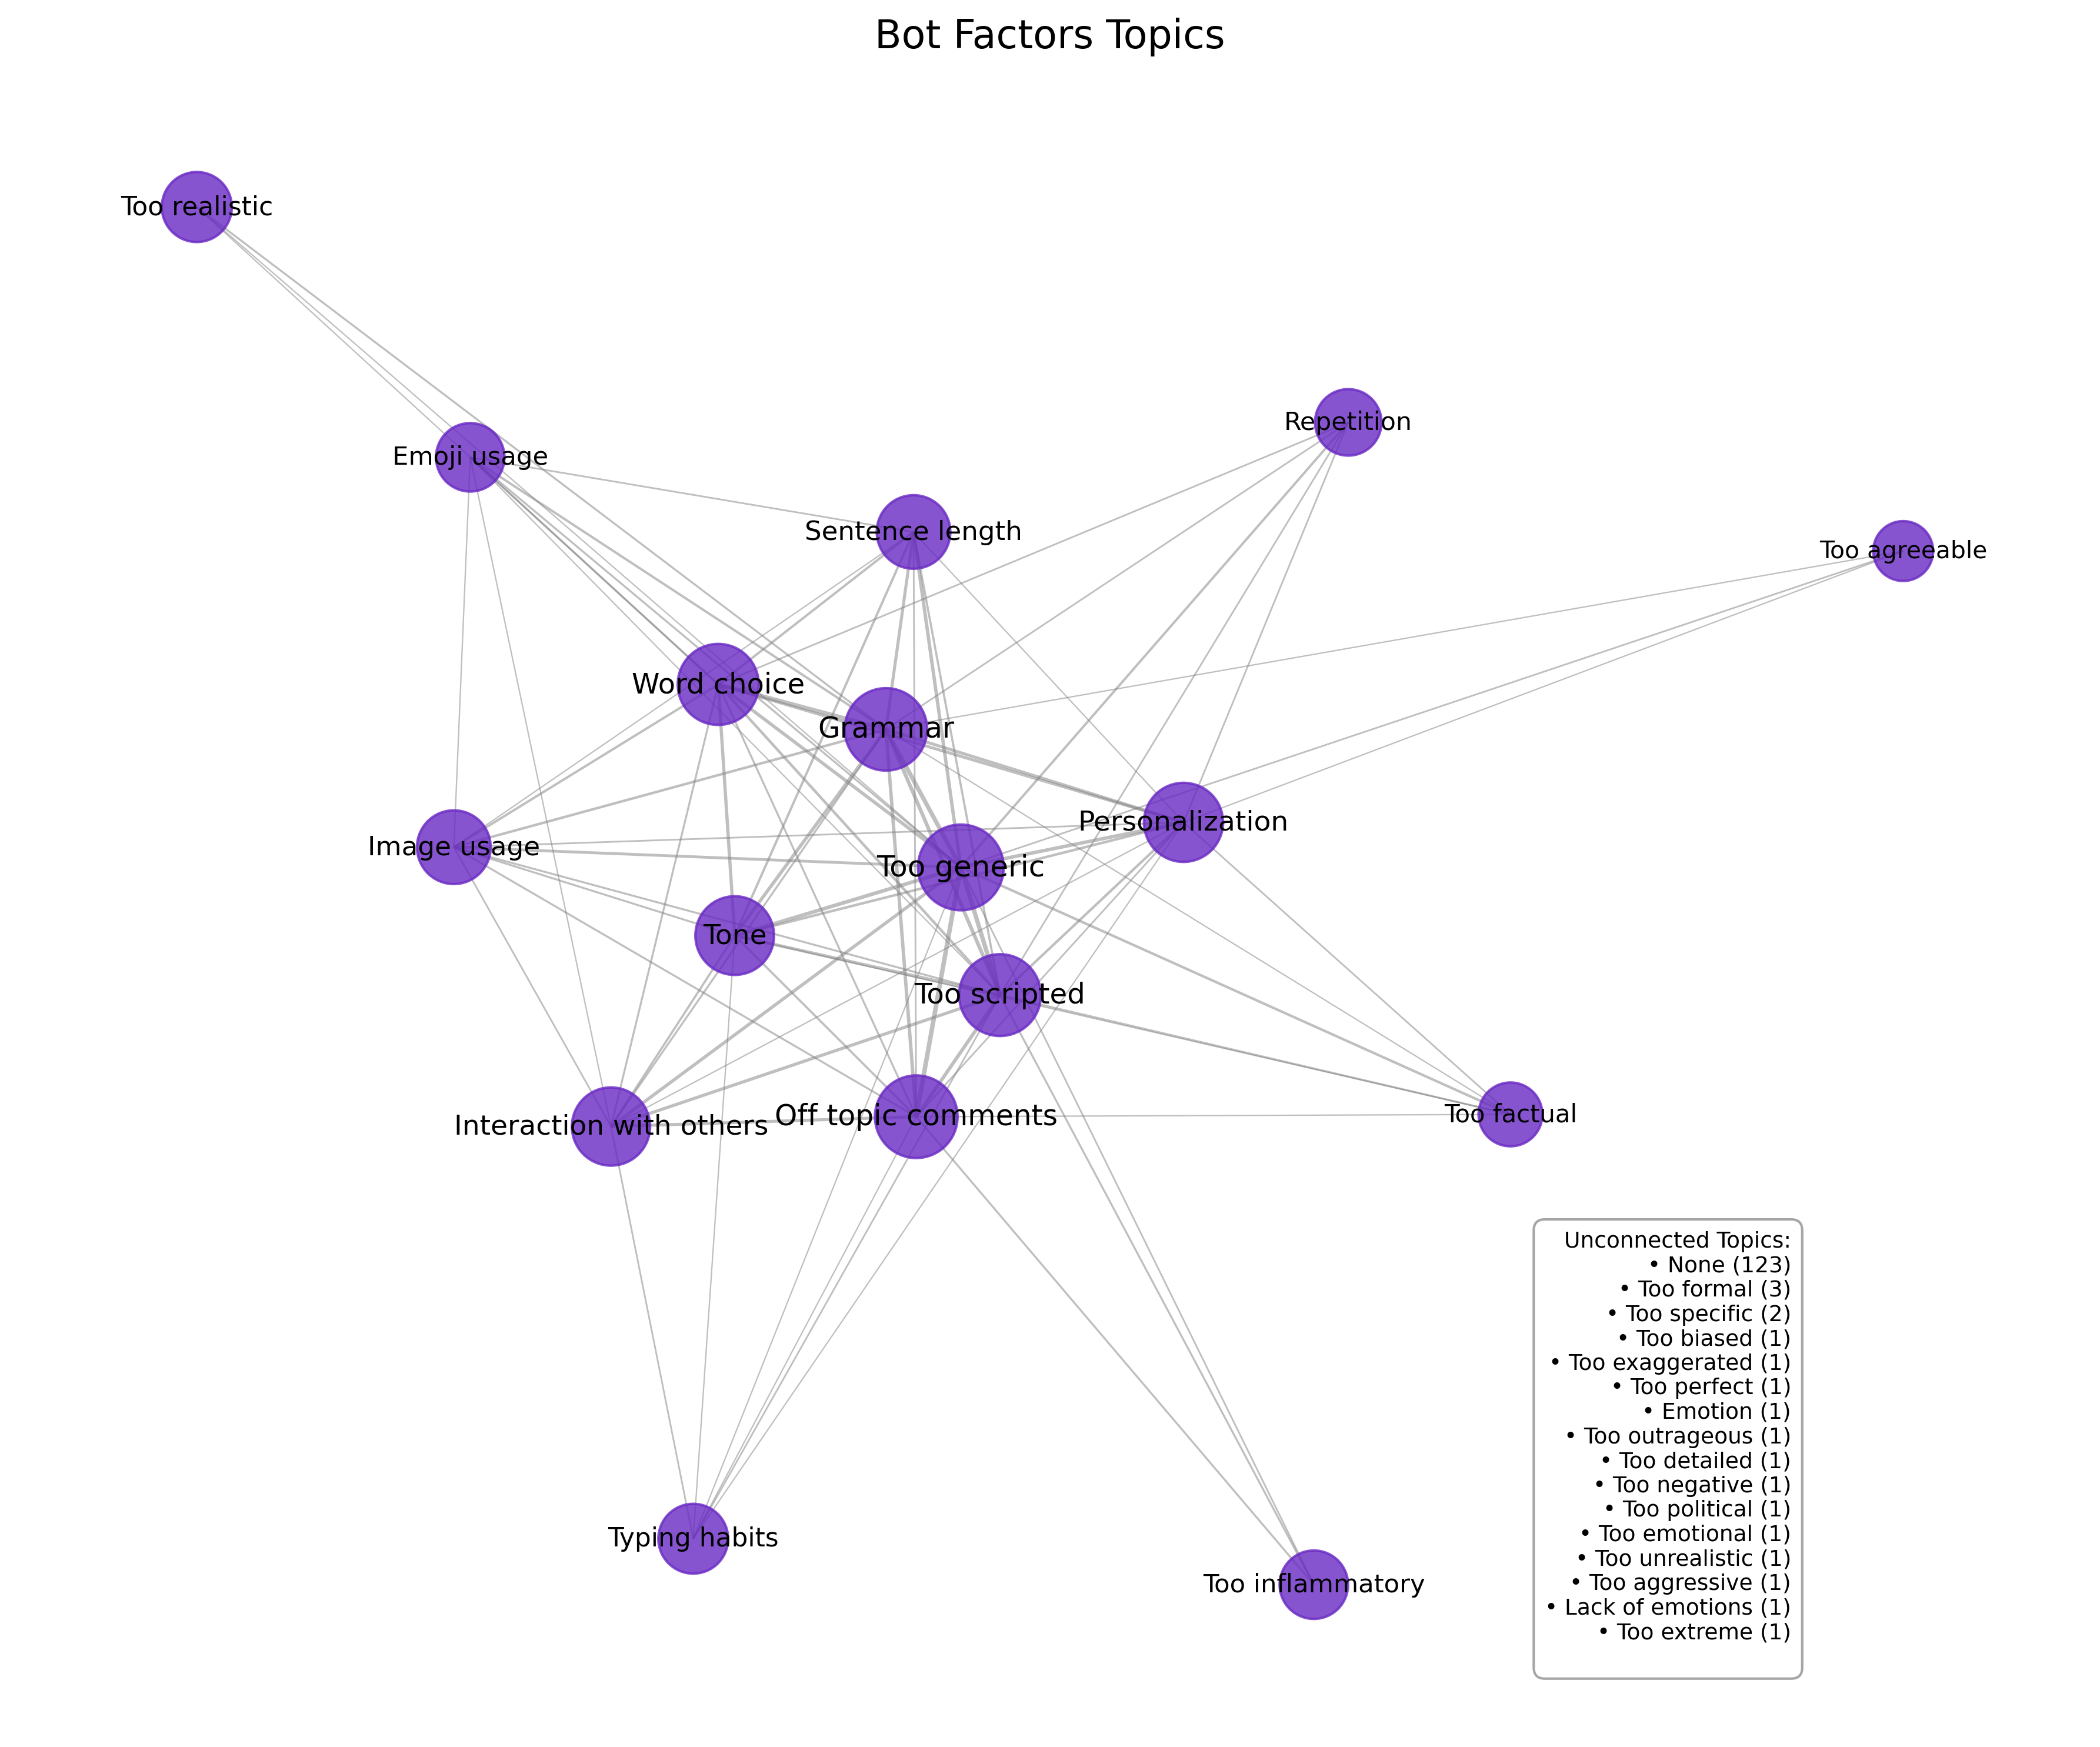 Bot Factors Topics
Too realistic
Repetition
Emoji usage
Sentence length
Too agreeable
Word choice
Grammar
Personalization
Image usage
Too generic
Tone
Too scripted
Off topic comments
Too factual
Interaction with others
Unconnected Topics:
• None (123)
• Too formal (3)
• Too specific (2)
• Too biased (1)
• Too exaggerated (1)
• Too perfect (1)
• Emotion (1)
• Too outrageous (1)
• Too detailed (1)
• Too negative (1)
• Too political (1)
• Too emotional (1)
• Too unrealistic (1)
• Too aggressive (1)
• Lack of emotions (1)
• Too extreme (1)
Typing habits
Too inflammatory